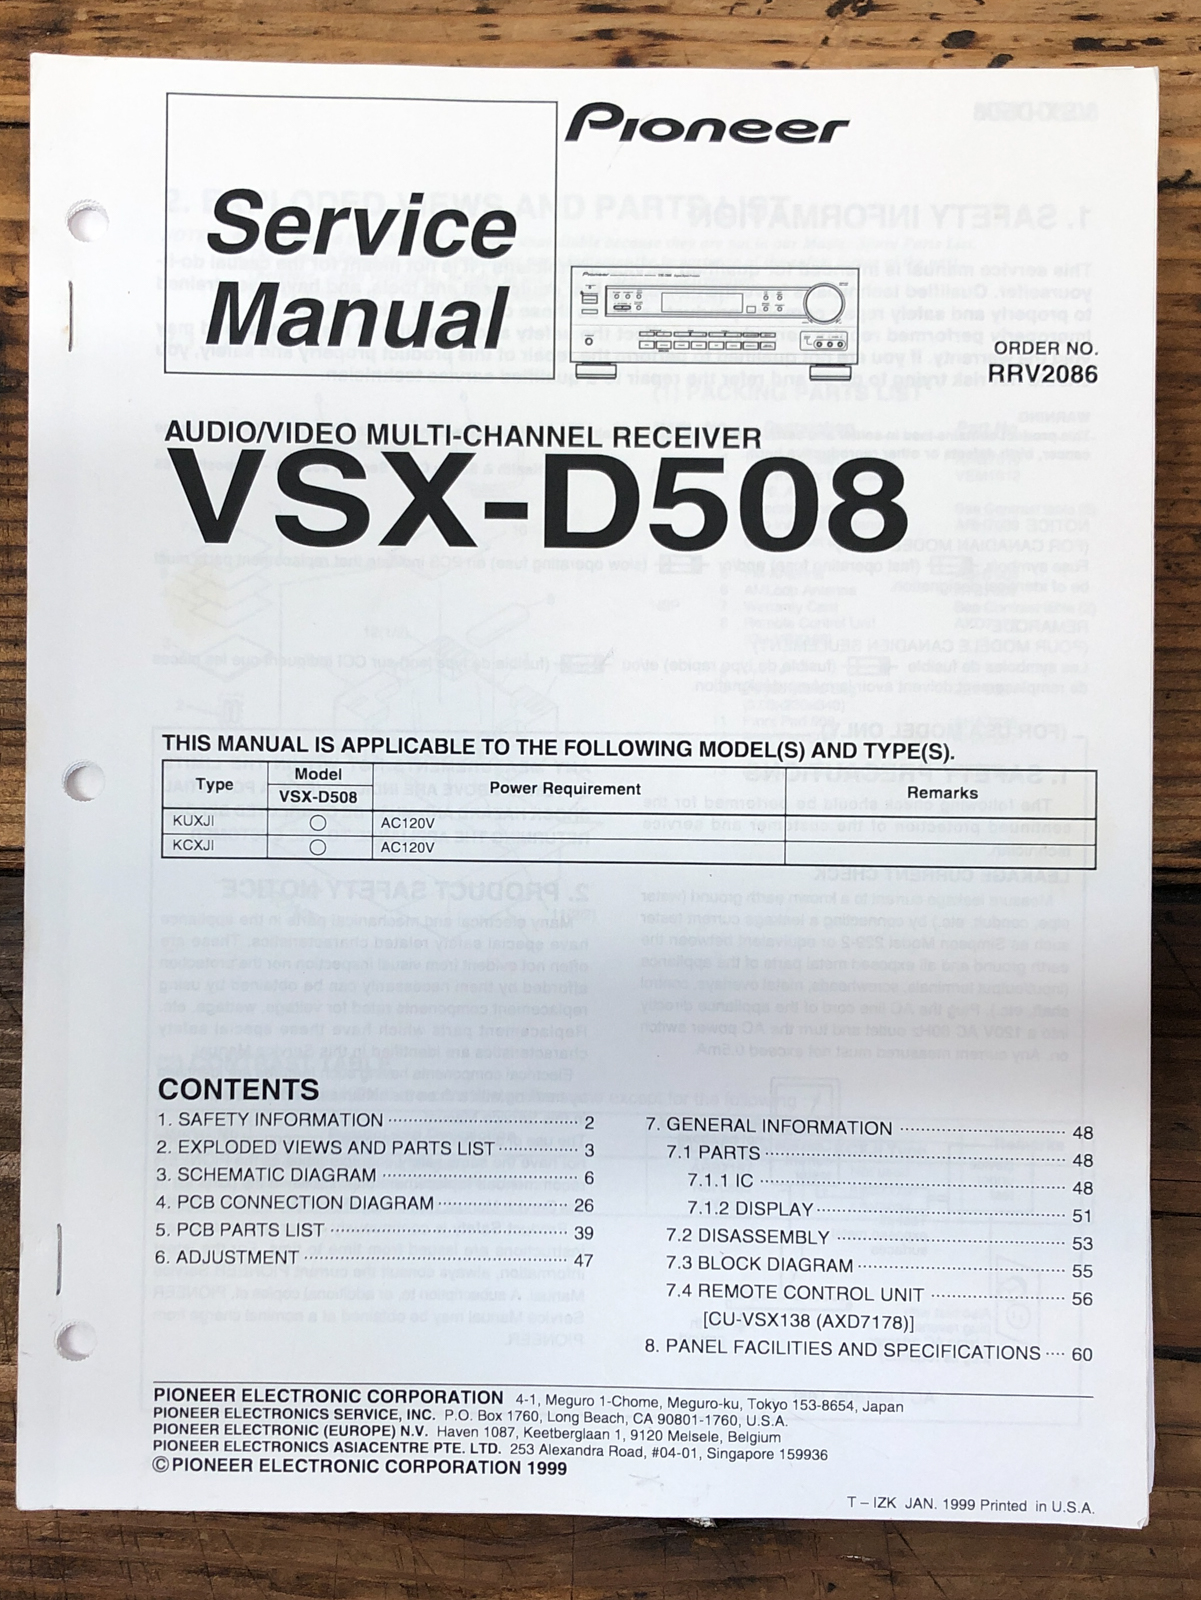 Pioneer
Service
Manual
ORDER NO.
RRV2086
AUDIO/VIDEO MULTI-CHANNEL RECEIVER
VSX-D508
THIS MANUAL IS APPLICABLE TO THE FOLLOWING MODEL(S) AND TYPE(S).
Type Model Power Requirement Remarks
VSX-D508
KUXJI ○ AC120V
KCXJI ○ AC120V
CONTENTS
1. SAFETY INFORMATION 2
2. EXPLODED VIEWS AND PARTS LIST 3
3. SCHEMATIC DIAGRAM 6
4. PCB CONNECTION DIAGRAM 26
5. PCB PARTS LIST 39
6. ADJUSTMENT 47
7. GENERAL INFORMATION 48
7.1 PARTS 48
7.1.1 IC 48
7.1.2 DISPLAY 51
7.2 DISASSEMBLY 53
7.3 BLOCK DIAGRAM 55
7.4 REMOTE CONTROL UNIT 56
[CU-VSX138 (AXD7178)]
8. PANEL FACILITIES AND SPECIFICATIONS 60
PIONEER ELECTRONIC CORPORATION 4-1, Meguro 1-Chome, Meguro-ku, Tokyo 153-8654, Japan
PIONEER ELECTRONICS SERVICE, INC. P.O. Box 1760, Long Beach, CA 90801-1760, U.S.A.
PIONEER ELECTRONIC (EUROPE) N.V. Haven 1087, Keetberglaan 1, 9120 Melsele, Belgium
PIONEER ELECTRONICS ASIACENTRE PTE. LTD. 253 Alexandra Road, #04-01, Singapore 159936
©PIONEER ELECTRONIC CORPORATION 1999
T – IZK JAN. 1999 Printed in U.S.A.